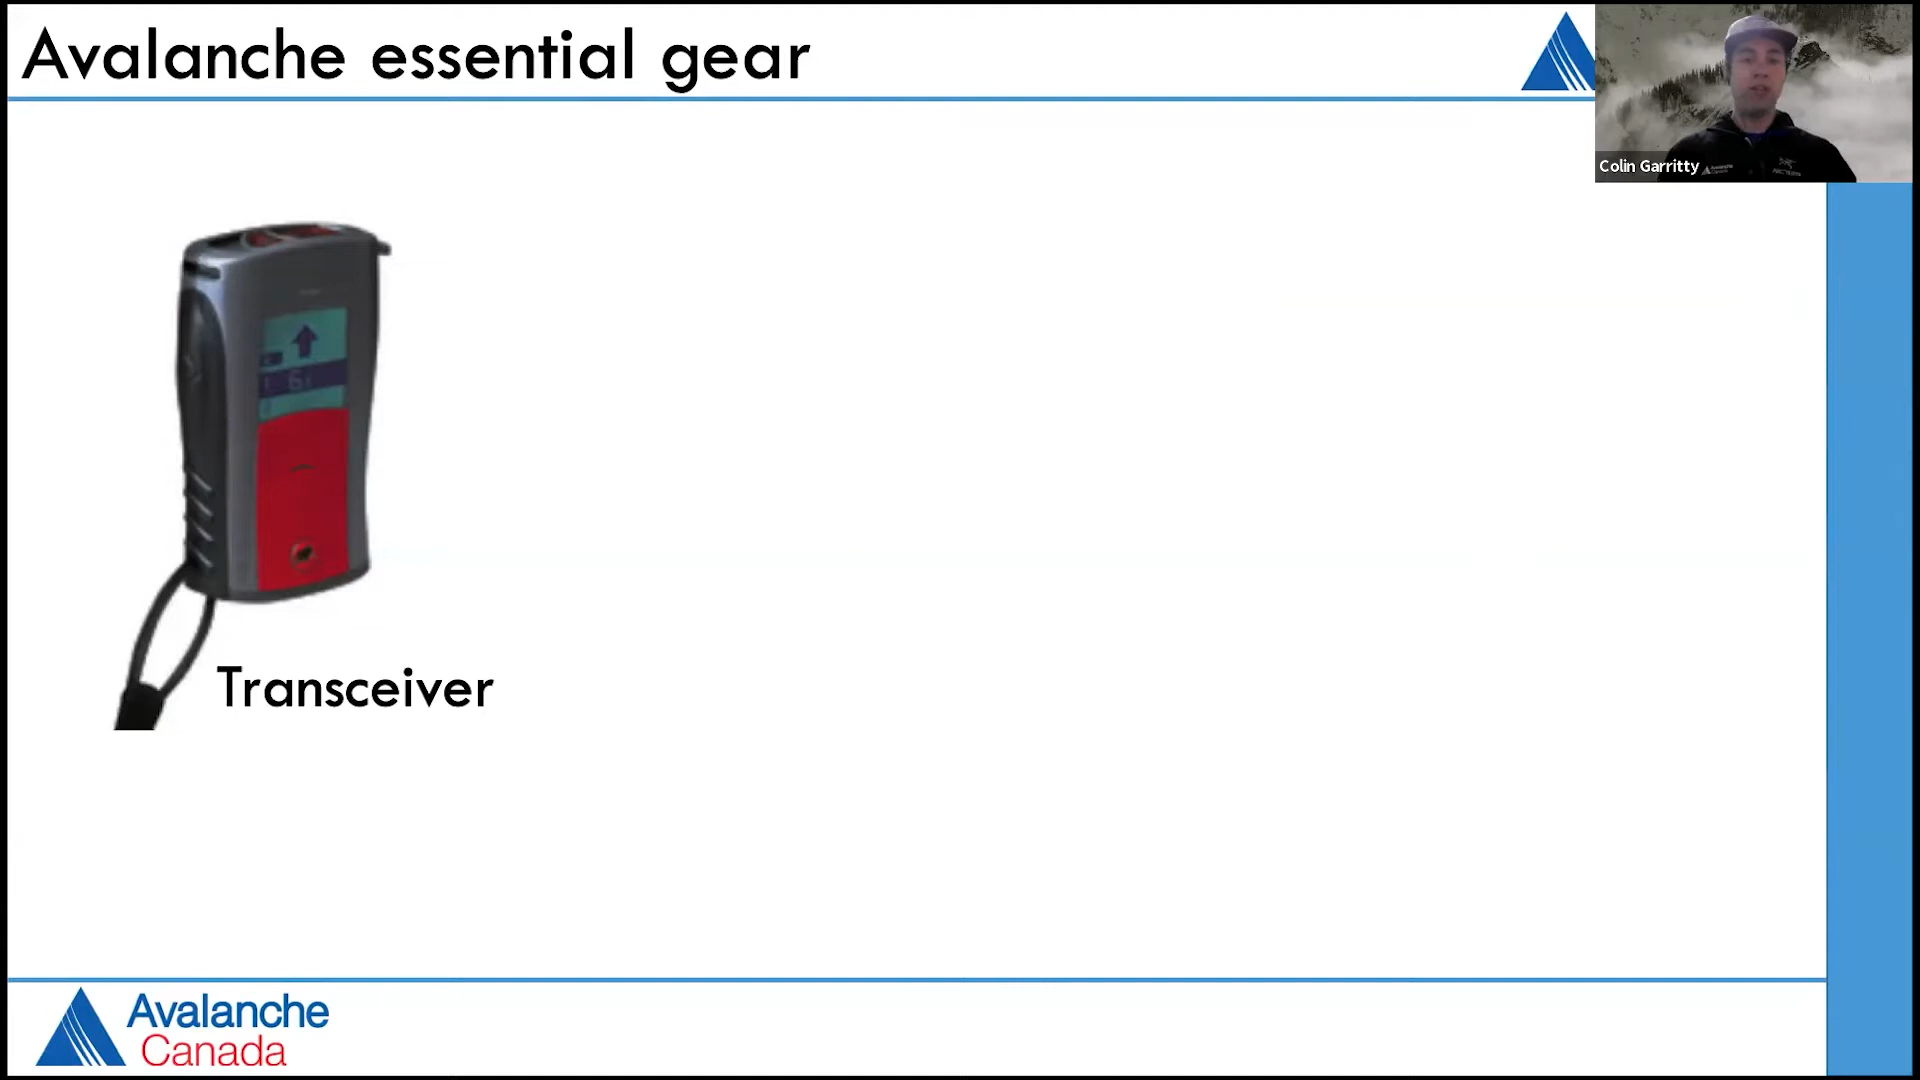 Avalanche essential gear
Colin Garritty
Transceiver
Avalanche
Canada